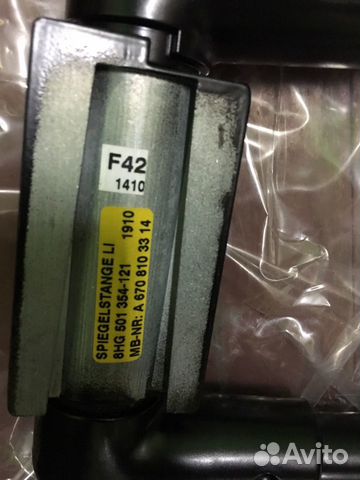 F42
1410
SPIEGELSTANGE LI 1910
8HG 501 354-121
MB-NR: A 670 810 33 14
Avito